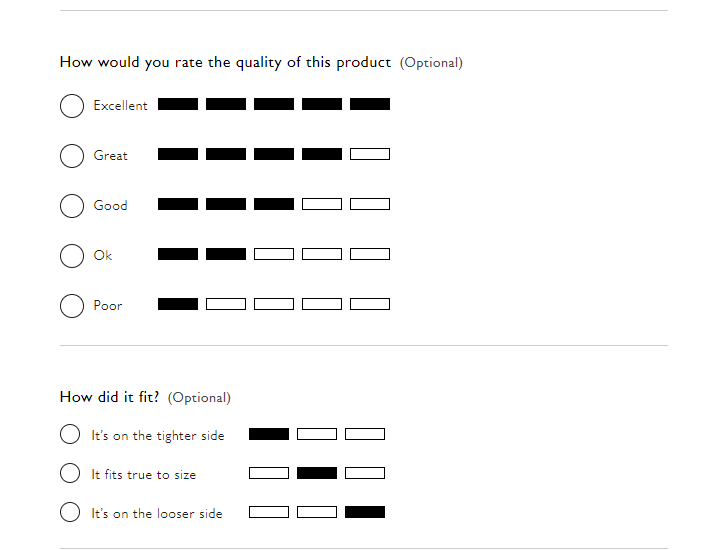 How would you rate the quality of this product (Optional)
Excellent
Great
Good
Ok
Poor
How did it fit? (Optional)
It's on the tighter side
It fits true to size
It's on the looser side